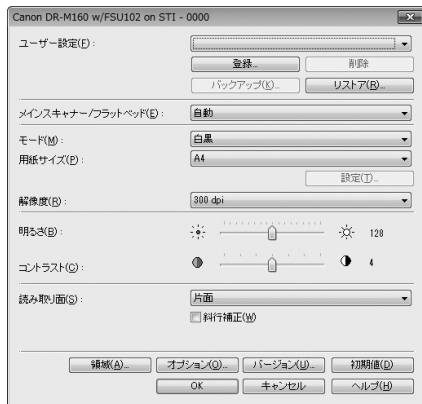 Canon DR-M160 w/FSU102 on STI - 0000
ユーザー設定(F):
登録... 削除
バックアップ(K)... リストア(R)...
メインスキャナー/フラットベッド(E): 自動
モード(M): 白黒
用紙サイズ(P): A4
設定(T)...
解像度(R): 300 dpi
明るさ(B): 128
コントラスト(C): 4
読み取り面(S): 片面
斜行補正(W)
領域(A)... オプション(O)... バージョン(U)... 初期値(D)
OK キャンセル ヘルプ(H)